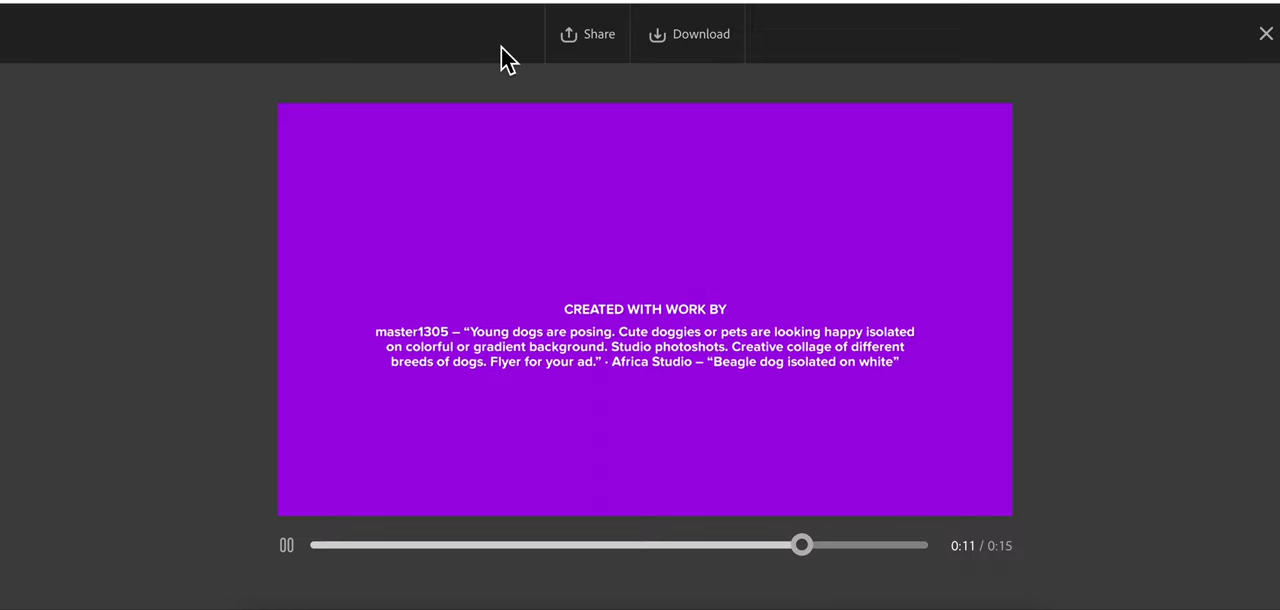 Share
Download
CREATED WITH WORK BY
master1305 – “Young dogs are posing. Cute doggies or pets are looking happy isolated
on colorful or gradient background. Studio photoshots. Creative collage of different
breeds of dogs. Flyer for your ad.” · Africa Studio – “Beagle dog isolated on white”
0:11 / 0:15